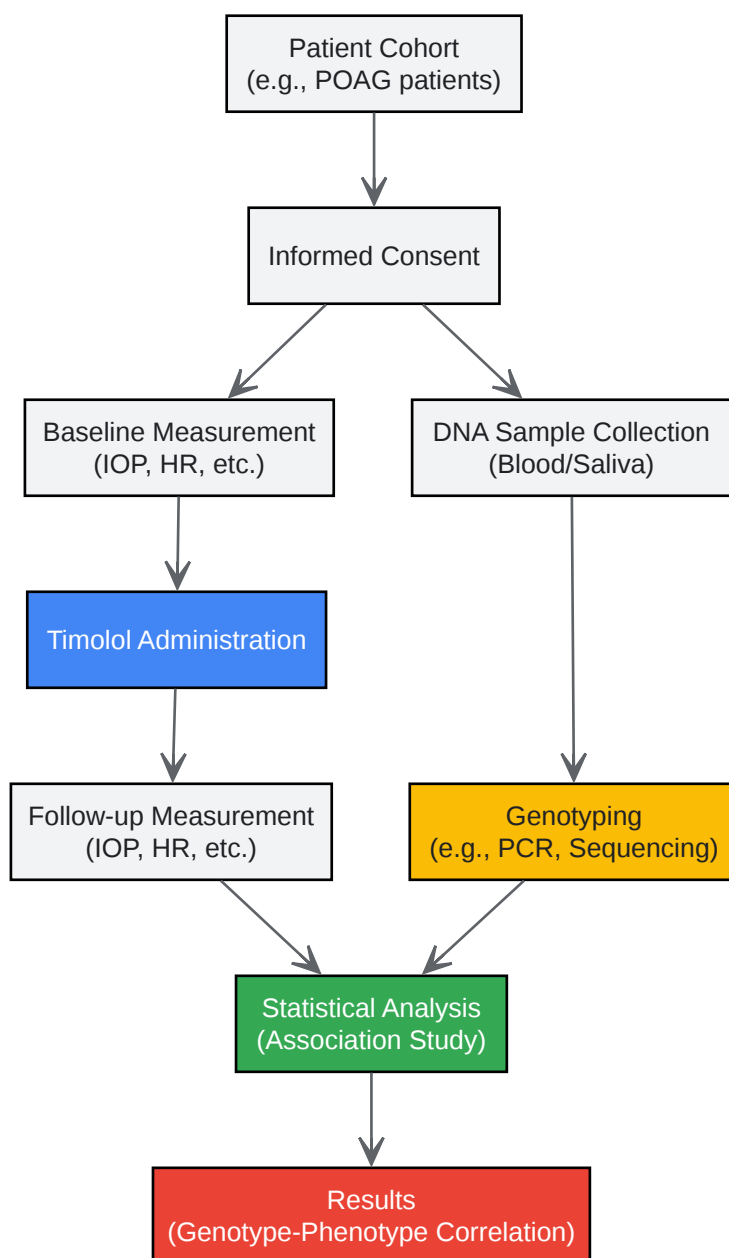 Patient Cohort
(e.g., POAG patients)
Informed Consent
Baseline Measurement
(IOP, HR, etc.)
DNA Sample Collection
(Blood/Saliva)
Timolol Administration
Follow-up Measurement
(IOP, HR, etc.)
Genotyping
(e.g., PCR, Sequencing)
Statistical Analysis
(Association Study)
Results
(Genotype-Phenotype Correlation)